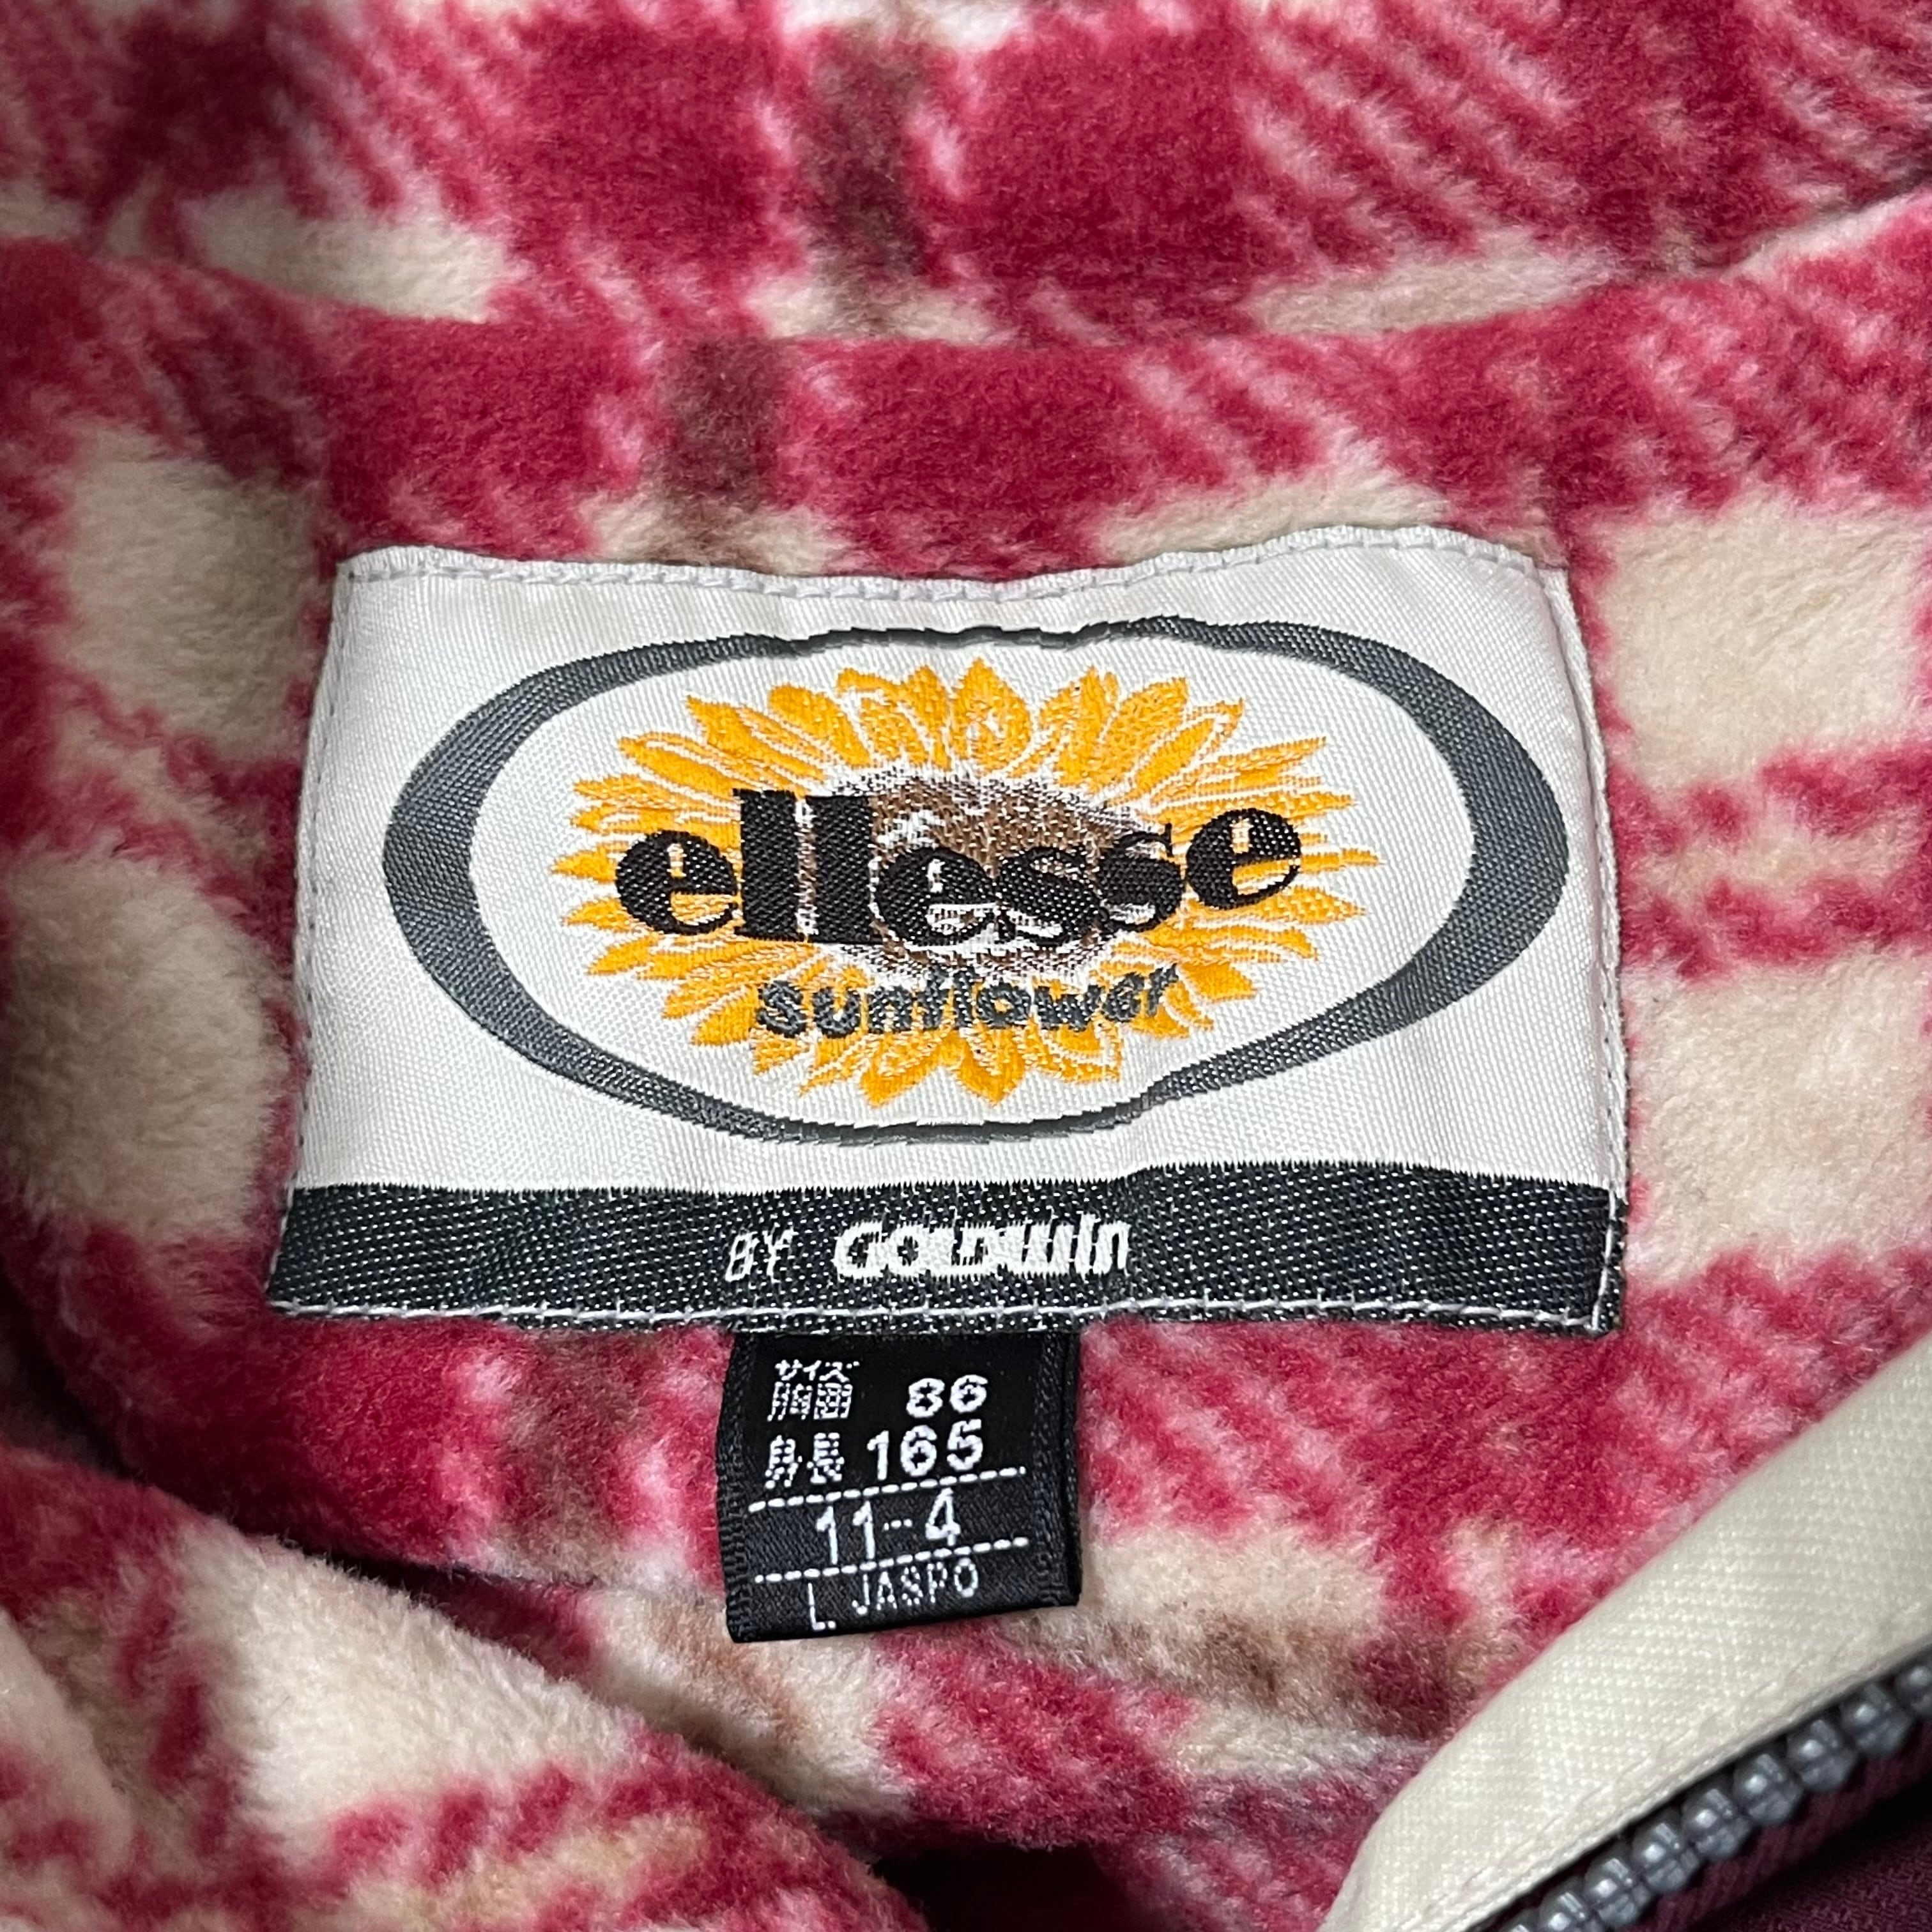 ellesse
sunflower
BY GOLDWIN
サイズ
胸囲 86
身長 165
11-4
L JASPO